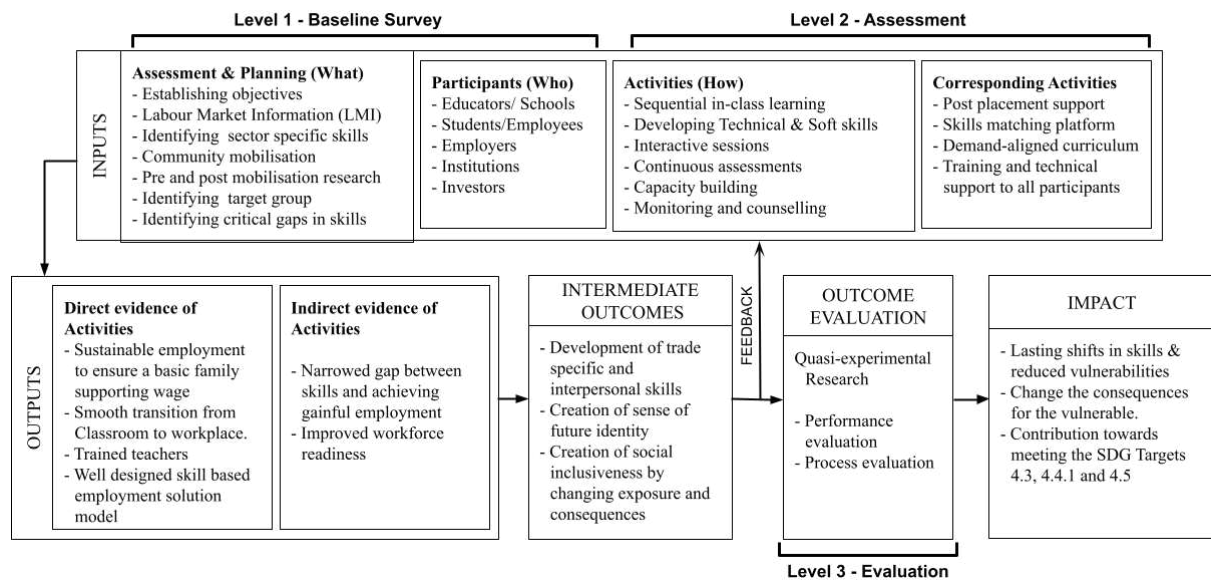 Level 1 - Baseline Survey
Level 2 - Assessment
INPUTS
Assessment & Planning (What)
- Establishing objectives
- Labour Market Information (LMI)
- Identifying sector specific skills
- Community mobilisation
- Pre and post mobilisation research
- Identifying target group
- Identifying critical gaps in skills
Participants (Who)
- Educators/ Schools
- Students/Employees
- Employers
- Institutions
- Investors
Activities (How)
- Sequential in-class learning
- Developing Technical & Soft skills
- Interactive sessions
- Continuous assessments
- Capacity building
- Monitoring and counselling
Corresponding Activities
- Post placement support
- Skills matching platform
- Demand-aligned curriculum
- Training and technical
support to all participants
OUTPUTS
Direct evidence of
Activities
- Sustainable employment
to ensure a basic family
supporting wage
- Smooth transition from
Classroom to workplace.
- Trained teachers
- Well designed skill based
employment solution
model
Indirect evidence of
Activities
- Narrowed gap between
skills and achieving
gainful employment
- Improved workforce
readiness
INTERMEDIATE
OUTCOMES
- Development of trade
specific and
interpersonal skills
- Creation of sense of
future identity
- Creation of social
inclusiveness by
changing exposure and
consequences
FEEDBACK
OUTCOME
EVALUATION
Quasi-experimental
Research
- Performance
evaluation
- Process evaluation
Level 3 - Evaluation
IMPACT
- Lasting shifts in skills &
reduced vulnerabilities
- Change the consequences
for the vulnerable.
- Contribution towards
meeting the SDG Targets
4.3, 4.4.1 and 4.5